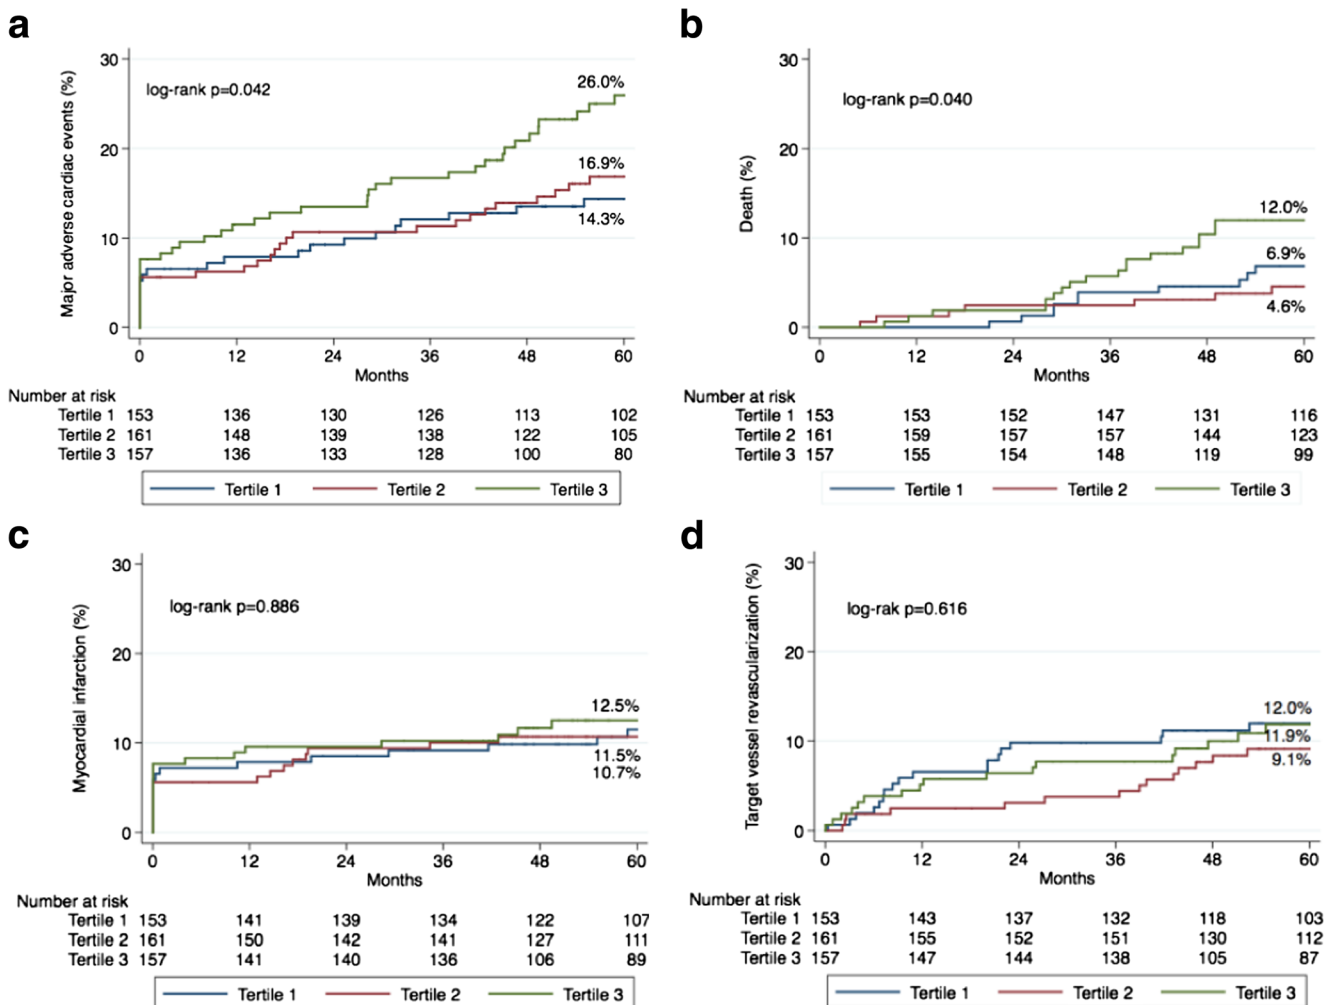 a
Major adverse cardiac events (%)
30
20
10
0
log-rank p=0.042
26.0%
16.9%
14.3%
0 12 24 36 48 60
Months
Number at risk
Tertile 1 153 136 130 126 113 102
Tertile 2 161 148 139 138 122 105
Tertile 3 157 136 133 128 100 80
Tertile 1 Tertile 2 Tertile 3
b
Death (%)
30
20
10
0
log-rank p=0.040
12.0%
6.9%
4.6%
0 12 24 36 48 60
Months
Number at risk
Tertile 1 153 153 152 147 131 116
Tertile 2 161 159 157 157 144 123
Tertile 3 157 155 154 148 119 99
Tertile 1 Tertile 2 Tertile 3
c
Myocardial infarction (%)
30
20
10
0
log-rank p=0.886
12.5%
11.5%
10.7%
0 12 24 36 48 60
Months
Number at risk
Tertile 1 153 141 139 134 122 107
Tertile 2 161 150 142 141 127 111
Tertile 3 157 141 140 136 106 89
Tertile 1 Tertile 2 Tertile 3
d
Target vessel revascularization (%)
30
20
10
0
log-rak p=0.616
12.0%
11.9%
9.1%
0 12 24 36 48 60
Months
Number at risk
Tertile 1 153 143 137 132 118 103
Tertile 2 161 155 152 151 130 112
Tertile 3 157 147 144 138 105 87
Tertile 1 Tertile 2 Tertile 3